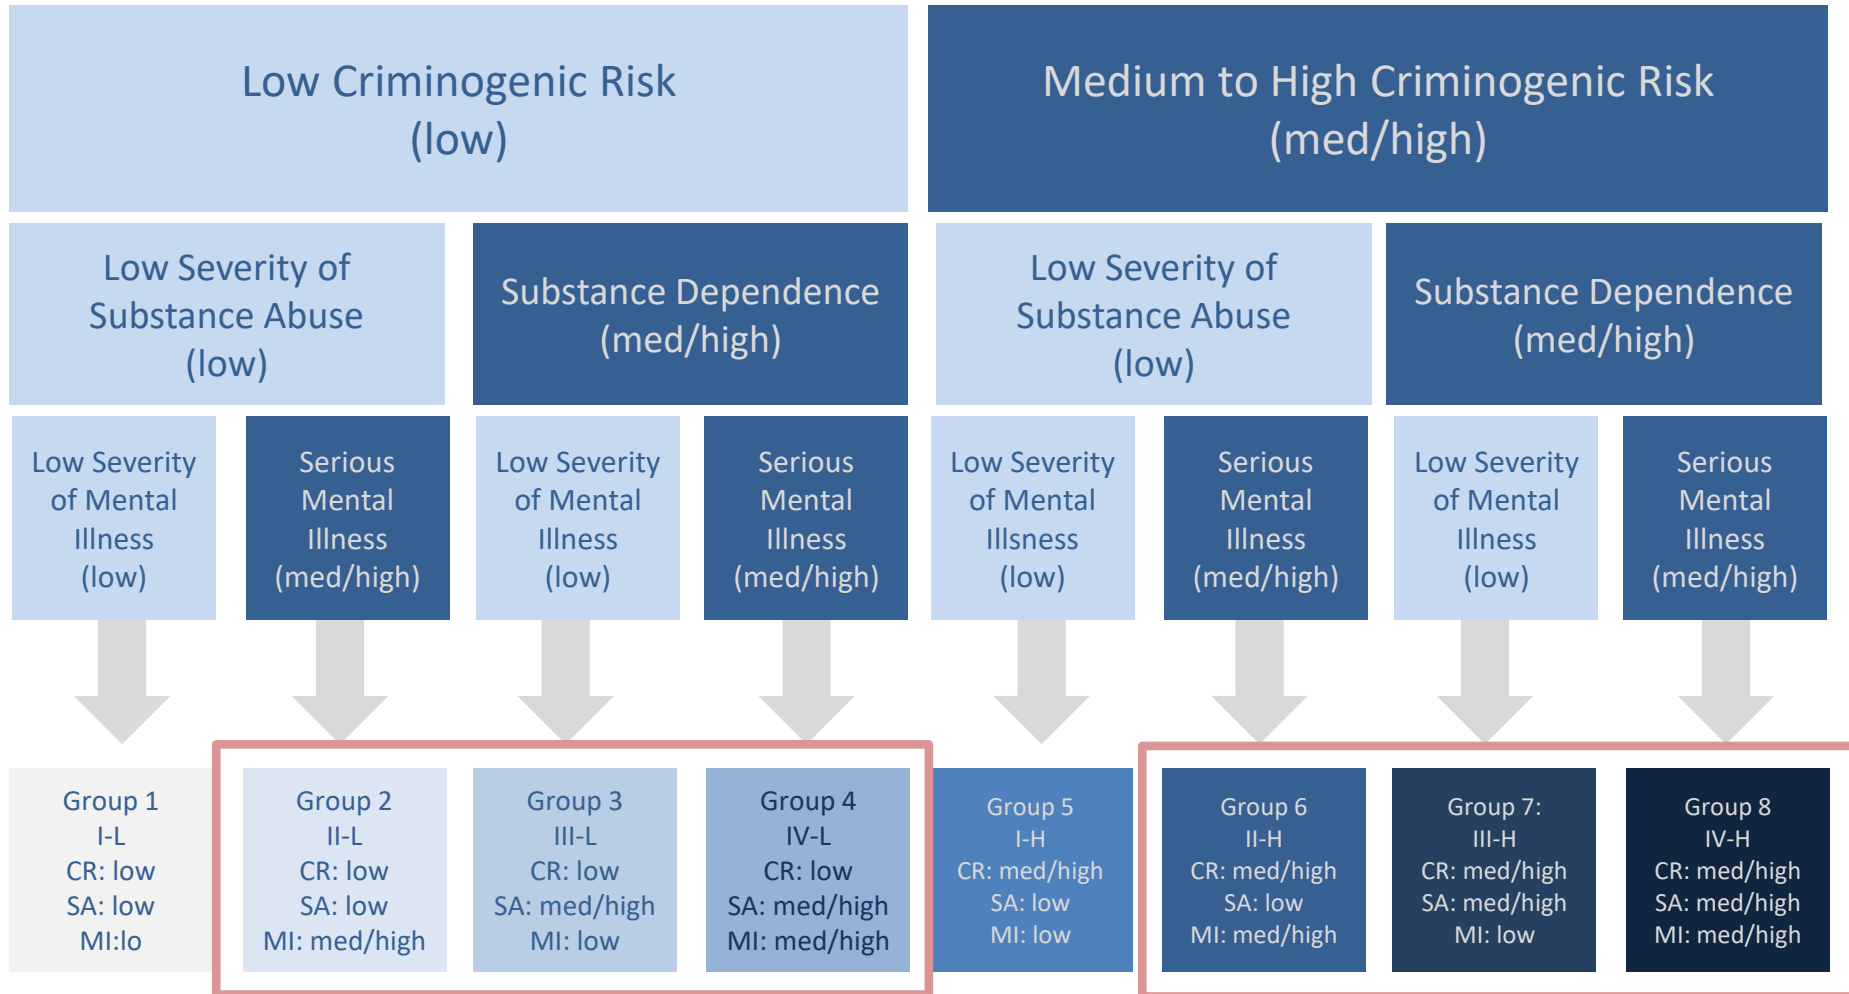 Low Criminogenic Risk
(low)
Medium to High Criminogenic Risk
(med/high)
Low Severity of
Substance Abuse
(low)
Substance Dependence
(med/high)
Low Severity of
Substance Abuse
(low)
Substance Dependence
(med/high)
Low Severity
of Mental
Illness
(low)
Serious
Mental
Illness
(med/high)
Low Severity
of Mental
Illness
(low)
Serious
Mental
Illness
(med/high)
Low Severity
of Mental
Illsness
(low)
Serious
Mental
Illness
(med/high)
Low Severity
of Mental
Illness
(low)
Serious
Mental
Illness
(med/high)
Group 1
I-L
CR: low
SA: low
MI:lo
Group 2
II-L
CR: low
SA: low
MI: med/high
Group 3
III-L
CR: low
SA: med/high
MI: low
Group 4
IV-L
CR: low
SA: med/high
MI: med/high
Group 5
I-H
CR: med/high
SA: low
MI: low
Group 6
II-H
CR: med/high
SA: low
MI: med/high
Group 7:
III-H
CR: med/high
SA: med/high
MI: low
Group 8
IV-H
CR: med/high
SA: med/high
MI: med/high